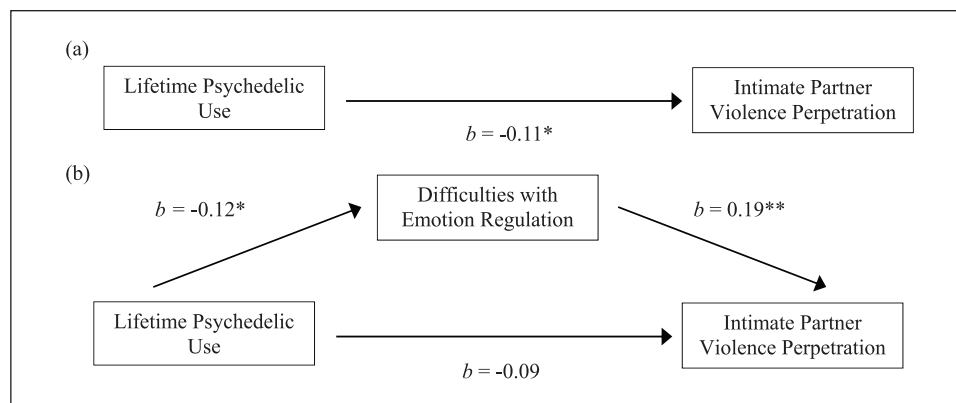 (a)
Lifetime Psychedelic
Use
Intimate Partner
Violence Perpetration
b = -0.11*
(b)
b = -0.12*
Difficulties with
Emotion Regulation
b = 0.19**
Lifetime Psychedelic
Use
Intimate Partner
Violence Perpetration
b = -0.09